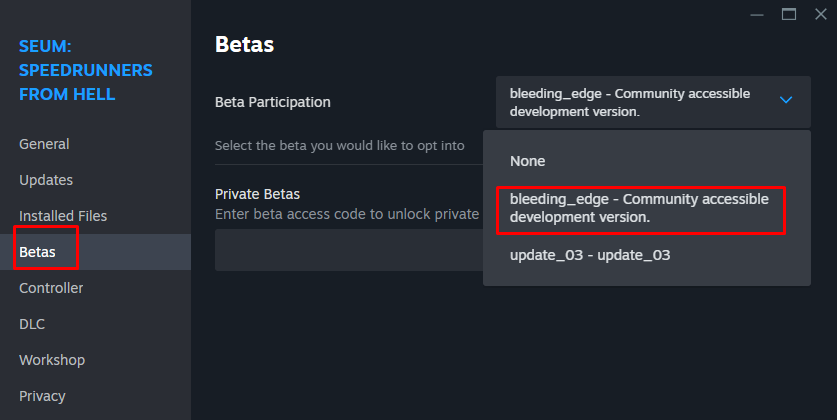 SEUM:
SPEEDRUNNERS
FROM HELL
General
Updates
Installed Files
Betas
Controller
DLC
Workshop
Privacy
Betas
Beta Participation
bleeding_edge - Community accessible
development version.
Select the beta you would like to opt into
None
bleeding_edge - Community accessible
development version.
update_03 - update_03
Private Betas
Enter beta access code to unlock private